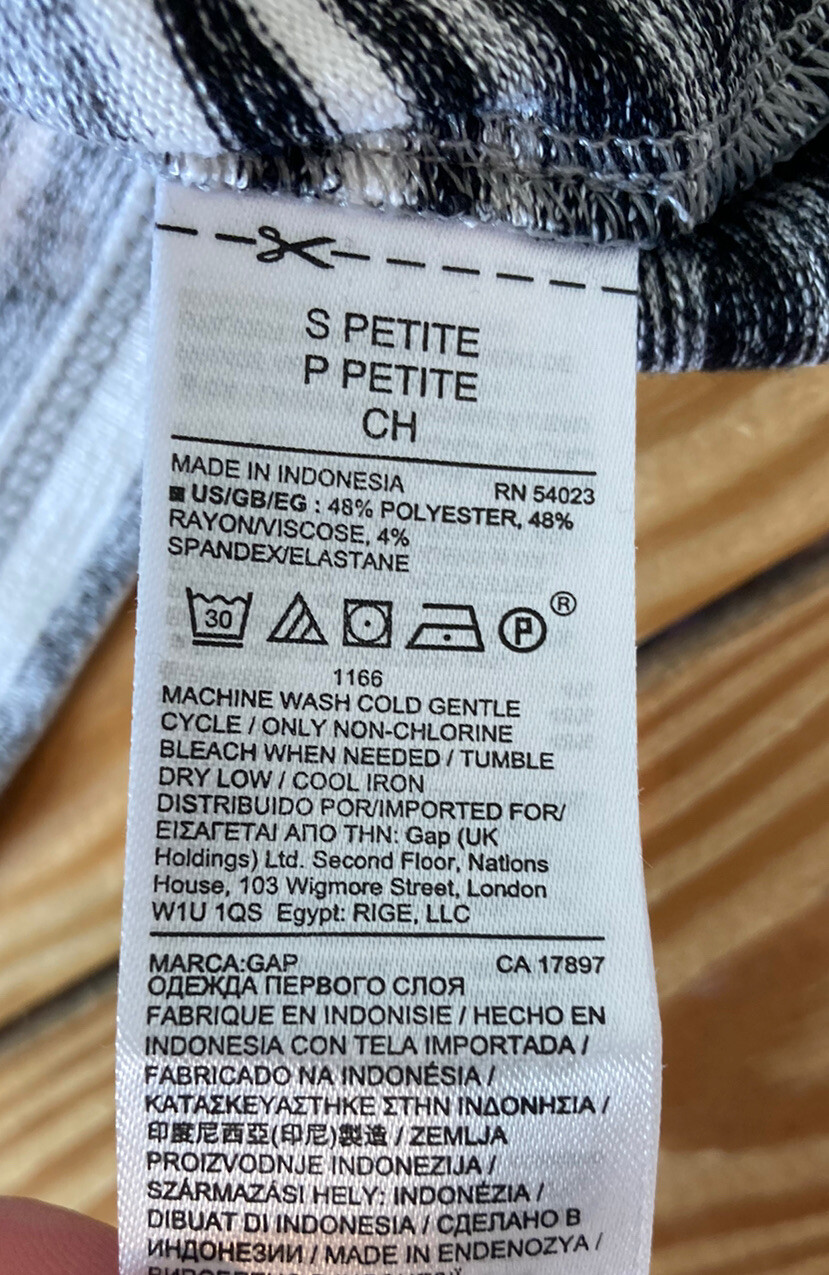 S PETITE
P PETITE
CH
MADE IN INDONESIA RN 54023
US/GB/EG : 48% POLYESTER, 48%
RAYON/VISCOSE, 4%
SPANDEX/ELASTANE
30 P ®
1166
MACHINE WASH COLD GENTLE
CYCLE / ONLY NON-CHLORINE
BLEACH WHEN NEEDED / TUMBLE
DRY LOW / COOL IRON
DISTRIBUIDO POR/IMPORTED FOR/
ΕΙΣΑΓΕΤΑΙ ΑΠΟ ΤΗΝ: Gap (UK
Holdings) Ltd. Second Floor, Nations
House, 103 Wigmore Street, London
W1U 1QS Egypt: RIGE, LLC
MARCA:GAP CA 17897
ОДЕЖДА ПЕРВОГО СЛОЯ
FABRIQUE EN INDONISIE / HECHO EN
INDONESIA CON TELA IMPORTADA /
FABRICADO NA INDONÉSIA /
ΚΑΤΑΣΚΕΥΑΣΤΗΚΕ ΣΤΗΝ ΙΝΔΟΝΗΣΙΑ /
印度尼西亞(印尼)製造 / ZEMLJA
PROIZVODNJE INDONEZIJA /
SZÁRMAZÁSI HELY: INDONÉZIA /
DIBUAT DI INDONESIA / СДЕЛАНО В
ИНДОНЕЗИИ / MADE IN ENDENOZYA /